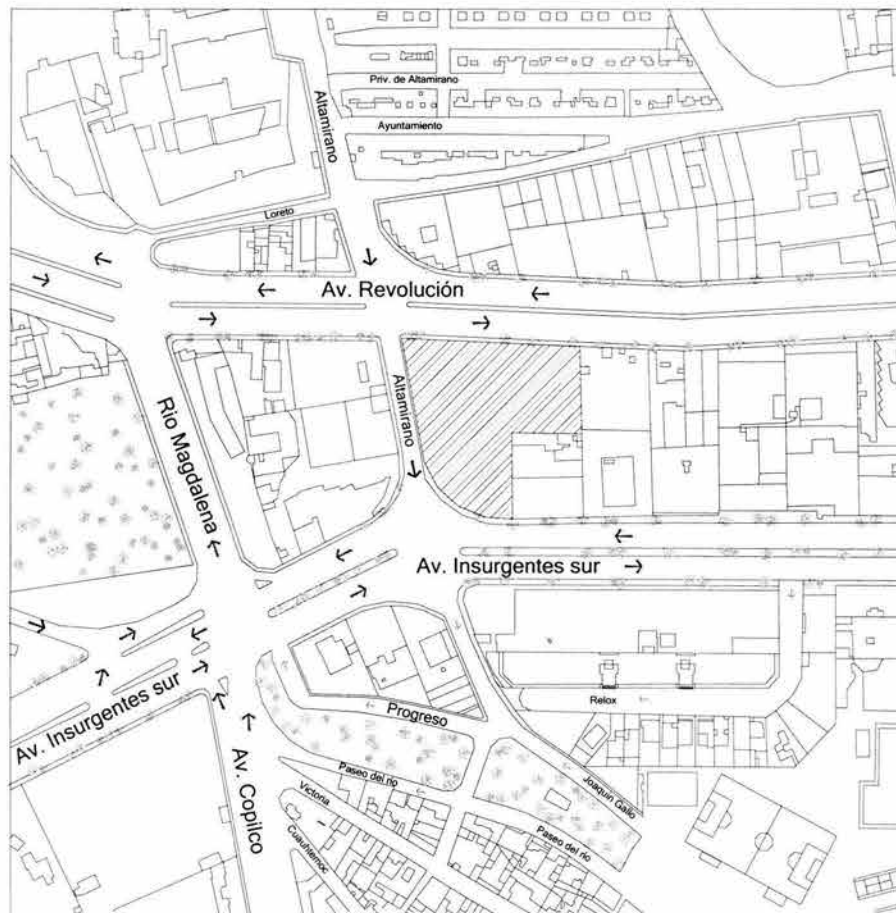 Priv. de Altamirano
Altamirano
Ayuntamiento
Loreto
Av. Revolución
Altamirano
Rio Magdalena
Av. Insurgentes sur
Av. Insurgentes sur
Relox
Progreso
Paseo del río
Joaquin Gallo
Victoria
Av. Copilco
Cuauhtemoc
Paseo del río